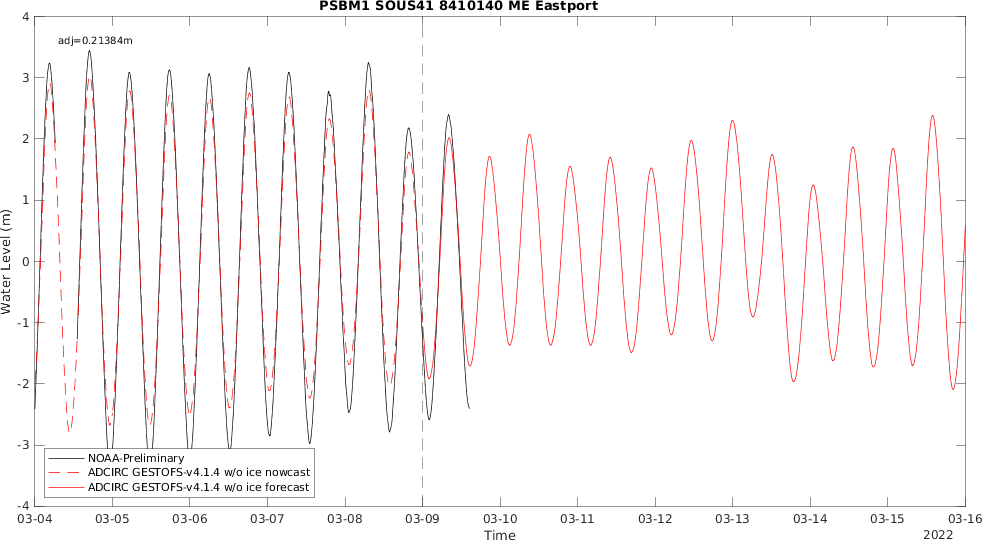 PSBM1 SOUS41 8410140 ME Eastport
adj=0.21384m
4
3
2
1
0
-1
-2
-3
-4
Water Level (m)
NOAA-Preliminary
ADCIRC GESTOFS-v4.1.4 w/o ice nowcast
ADCIRC GESTOFS-v4.1.4 w/o ice forecast
03-04 03-05 03-06 03-07 03-08 03-09 03-10 03-11 03-12 03-13 03-14 03-15 03-16
Time
2022